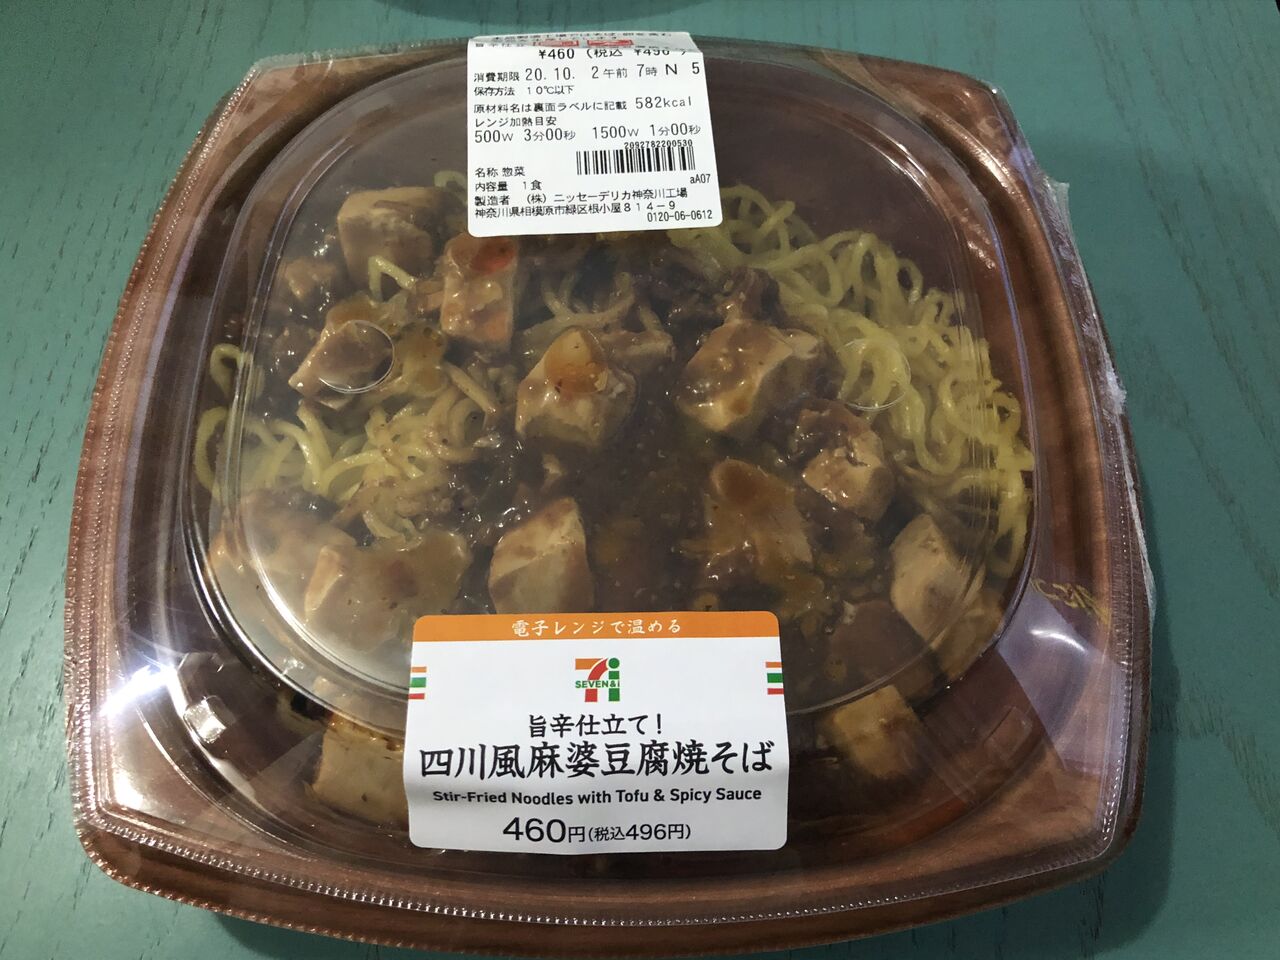 ¥460 (税込 ¥496
消費期限 20.10. 2午前 7時 N 5
保存方法 10℃以下
原材料名は裏面ラベルに記載 582kcal
レンジ加熱目安
500W 3分00秒 1500W 1分00秒
2092782200530
名称 惣菜
aA07
内容量 1食
製造者 (株)ニッセーデリカ神奈川工場
神奈川県相模原市緑区根小屋814-9
0120-06-0612
電子レンジで温める
SEVEN&i
旨辛仕立て!
四川風麻婆豆腐焼そば
Stir-Fried Noodles with Tofu & Spicy Sauce
460円(税込496円)